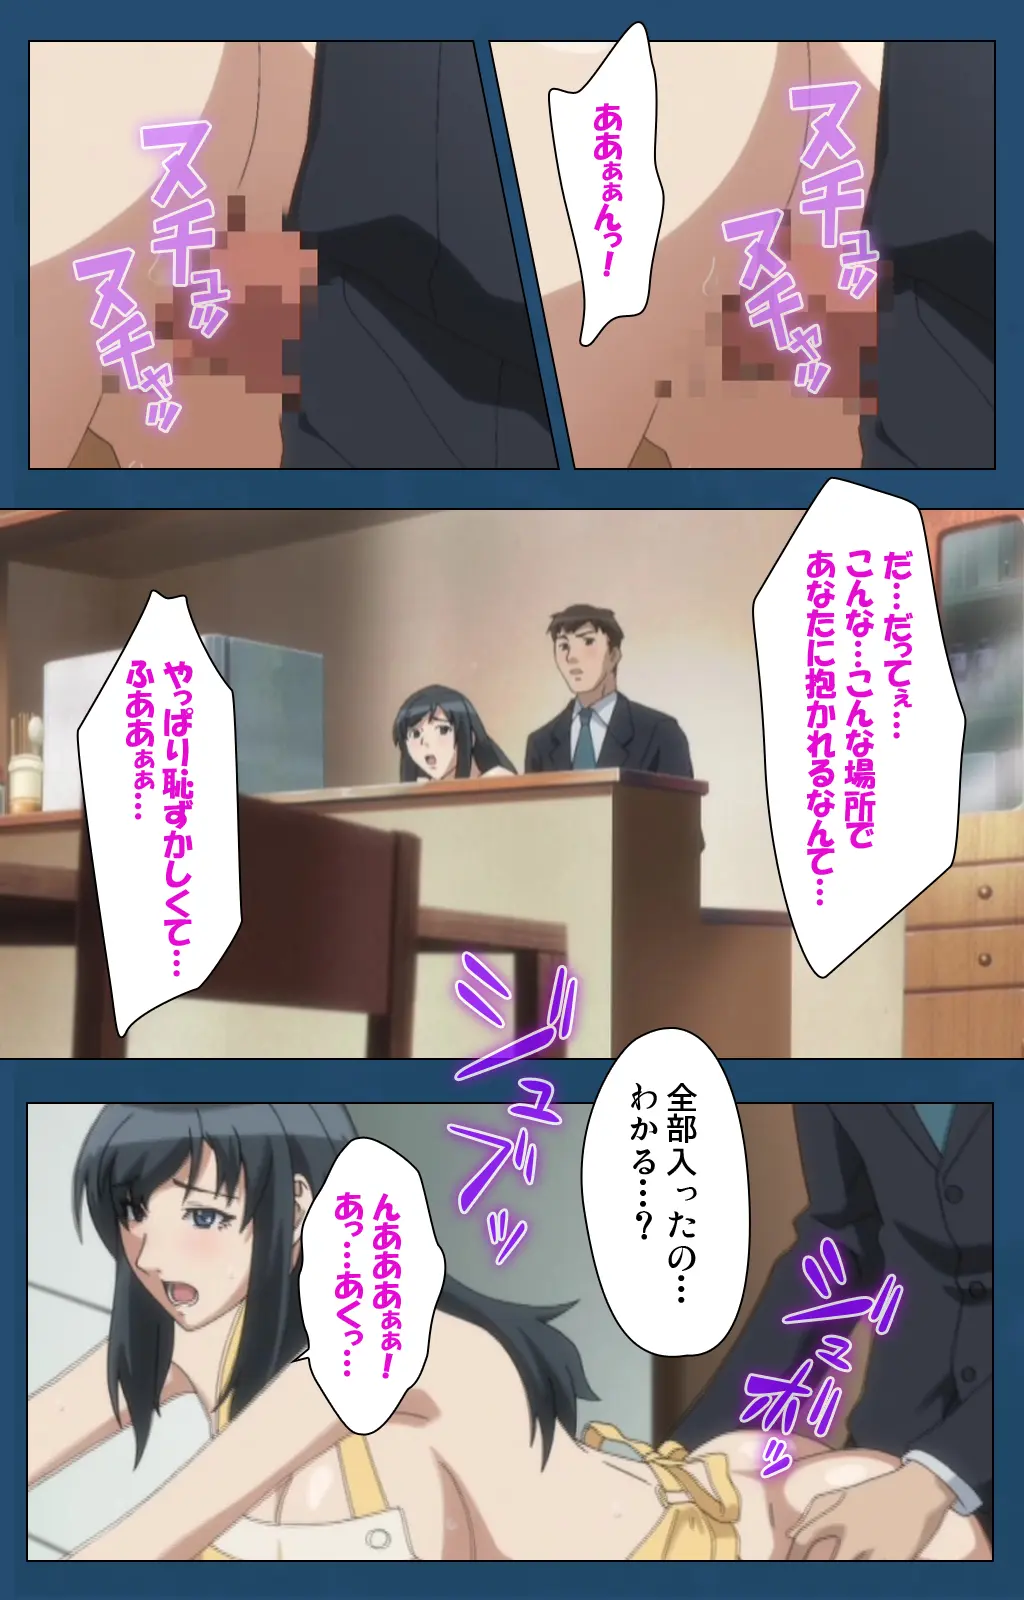 ああぁぁんっ！
ヌチュッ
ヌチャッ
ヌチュッ
ヌチャッ
だ…だってぇ…
こんな…こんな場所で
あなたに抱かれるなんて…
やっぱり恥ずかしくて…
ふああぁぁ…
ジュブッ
全部入ったの…
わかる…？
んあああぁぁ！
あっ…あくっ…
ジュポッ